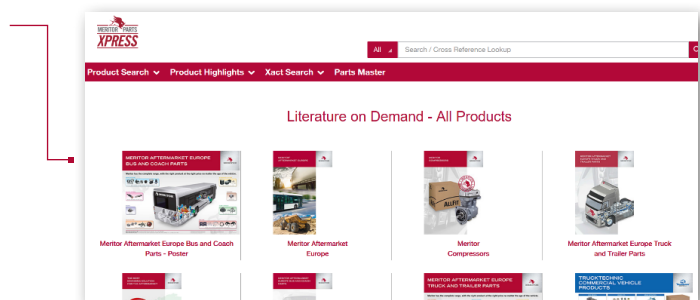 MERITOR PARTS
XPRESS
All
Search / Cross Reference Lookup
Product Search
Product Highlights
Xact Search
Parts Master
Literature on Demand - All Products
MERITOR AFTERMARKET EUROPE
BUS AND COACH PARTS
ALLFIT
Meritor Aftermarket Europe Bus and Coach
Parts - Poster
Meritor Aftermarket
Europe
Meritor
Compressors
Meritor Aftermarket Europe Truck
and Trailer Parts
MERITOR AFTERMARKET EUROPE
TRUCK AND TRAILER PARTS
TRUCKTECHNIC
COMMERCIAL VEHICLE
PRODUCTS